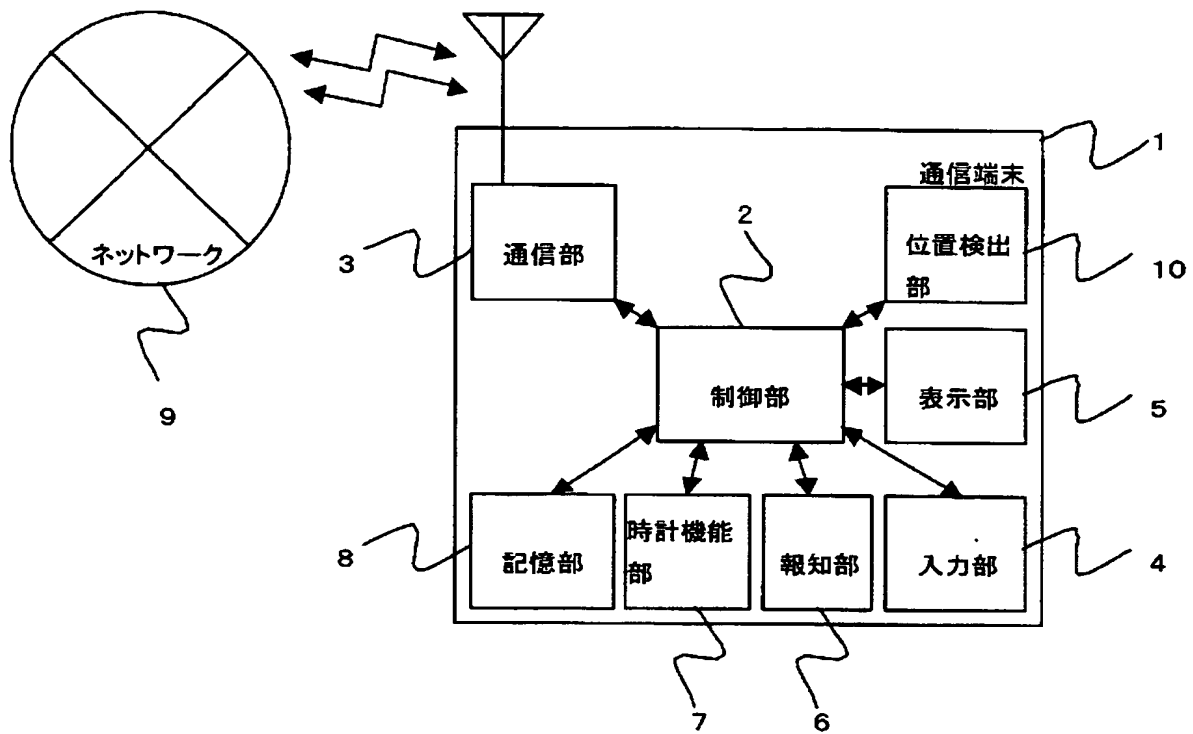 1
通信端末
2
3
通信部
位置検出
部
10
ネットワーク
9
制御部
表示部
5
8
記憶部
時計機能
部
報知部
入力部
4
7
6